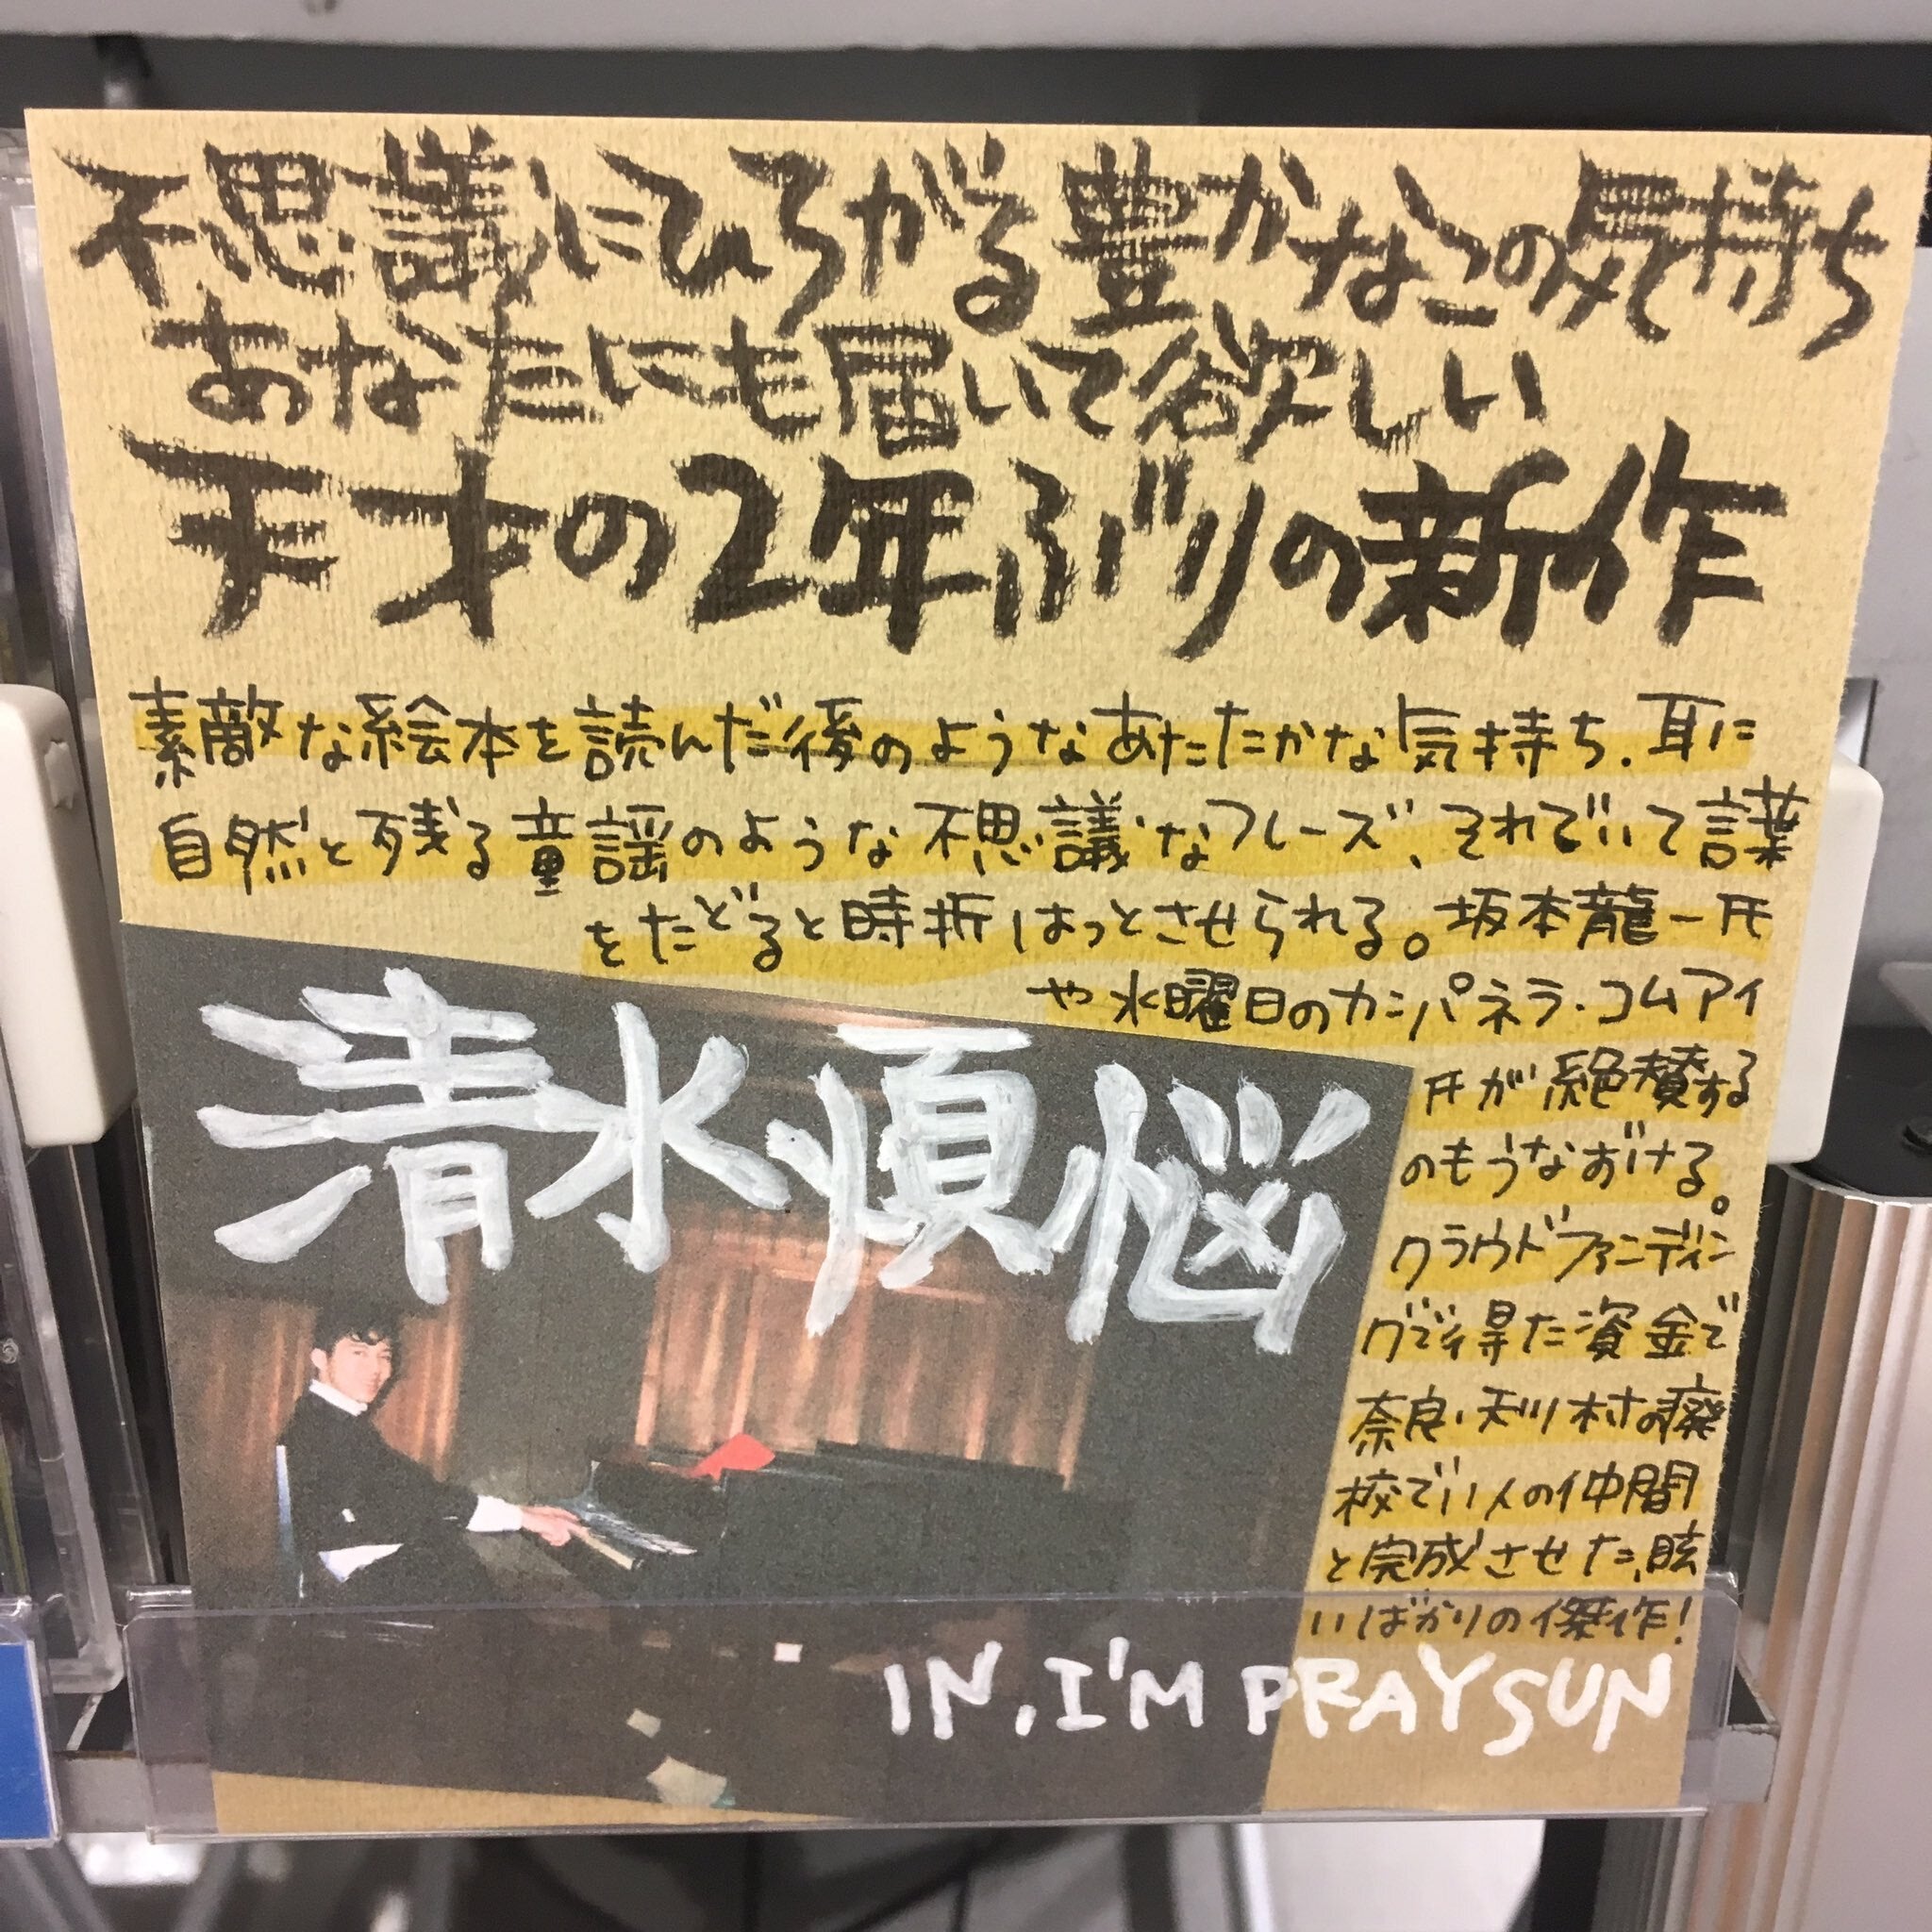 不思議にひろがる豊かなこの気持ち
あなたにも届いて欲しい
天才の2年ぶりの新作
素敵な絵本を読んだ後のようなあたたかな気持ち、耳に
自然と残る童謡のような不思議なフレーズ、それでいて言葉
をたどると時折はっとさせられる。坂本龍一氏
や水曜日のカンパネラ・コムアイ
氏が絶賛する
のもうなずける。
クラウドファンディン
グで得た資金で
奈良・天川村の廃
校で11人の仲間
と完成させた、眩
いばかりの傑作!
清水煩悩
IN,I'M PRAYSUN